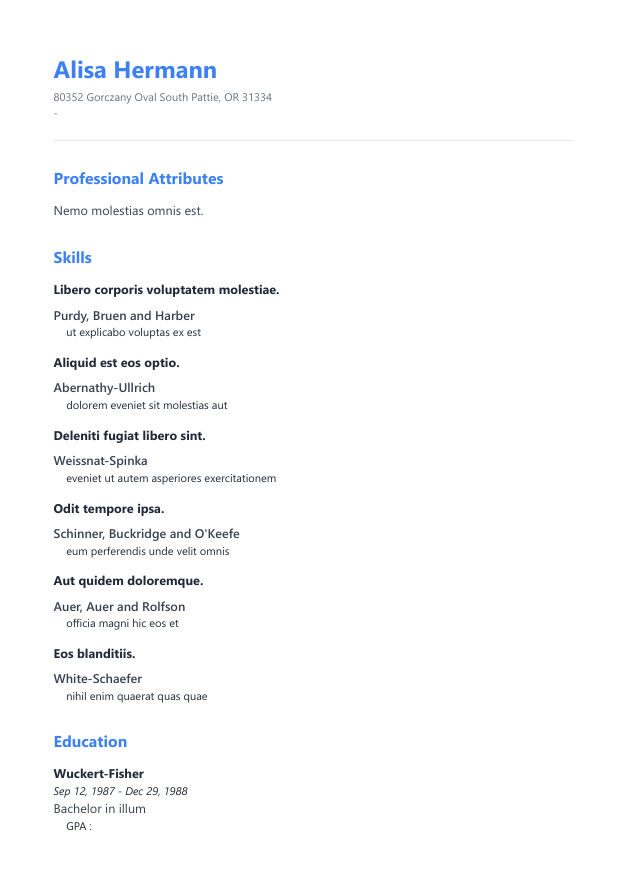 Alisa Hermann
80352 Gorczany Oval South Pattie, OR 31334
-
Professional Attributes
Nemo molestias omnis est.
Skills
Libero corporis voluptatem molestiae.
Purdy, Bruen and Harber
ut explicabo voluptas ex est
Aliquid est eos optio.
Abernathy-Ullrich
dolorem eveniet sit molestias aut
Deleniti fugiat libero sint.
Weissnat-Spinka
eveniet ut autem asperiores exercitationem
Odit tempore ipsa.
Schinner, Buckridge and O'Keefe
eum perferendis unde velit omnis
Aut quidem doloremque.
Auer, Auer and Rolfson
officia magni hic eos et
Eos blanditiis.
White-Schaefer
nihil enim quaerat quas quae
Education
Wuckert-Fisher
Sep 12, 1987 - Dec 29, 1988
Bachelor in illum
GPA :